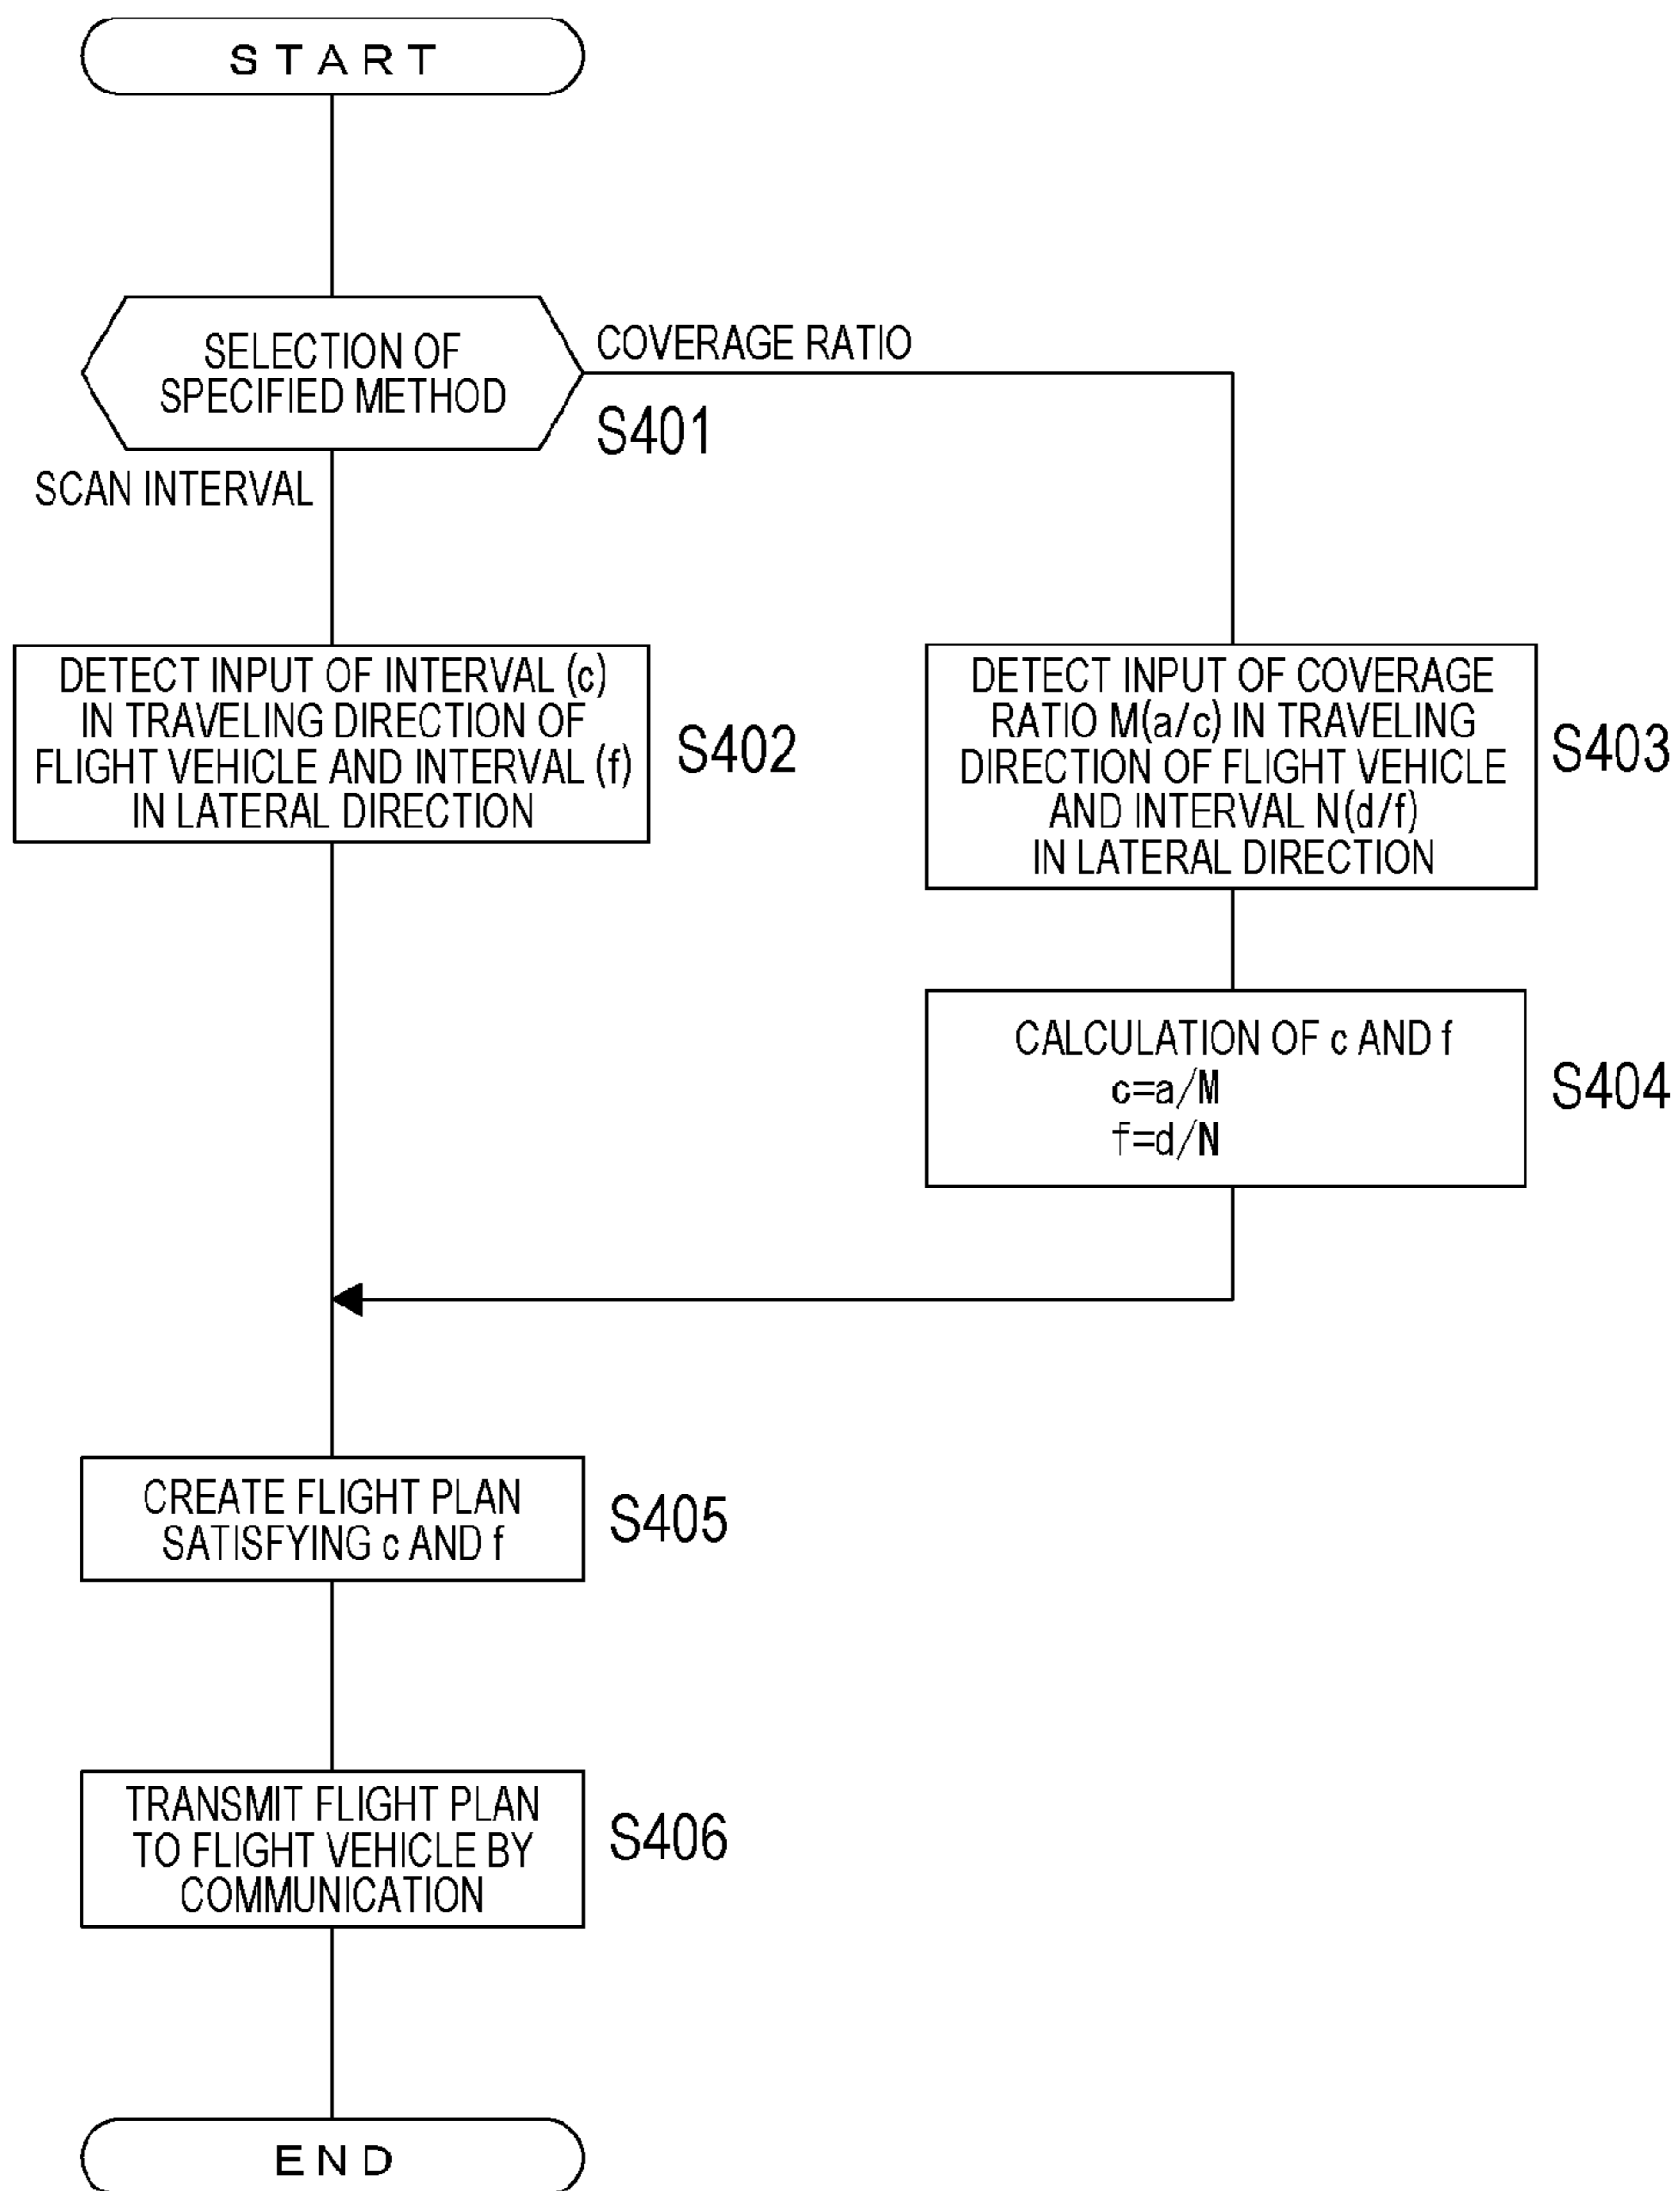 START
SELECTION OF
SPECIFIED METHOD
COVERAGE RATIO
S401
SCAN INTERVAL
DETECT INPUT OF INTERVAL (c)
IN TRAVELING DIRECTION OF
FLIGHT VEHICLE AND INTERVAL (f)
IN LATERAL DIRECTION
S402
DETECT INPUT OF COVERAGE
RATIO M(a/c) IN TRAVELING
DIRECTION OF FLIGHT VEHICLE
AND INTERVAL N(d/f)
IN LATERAL DIRECTION
S403
CALCULATION OF c AND f
c=a/M
f=d/N
S404
CREATE FLIGHT PLAN
SATISFYING c AND f
S405
TRANSMIT FLIGHT PLAN
TO FLIGHT VEHICLE BY
COMMUNICATION
S406
END